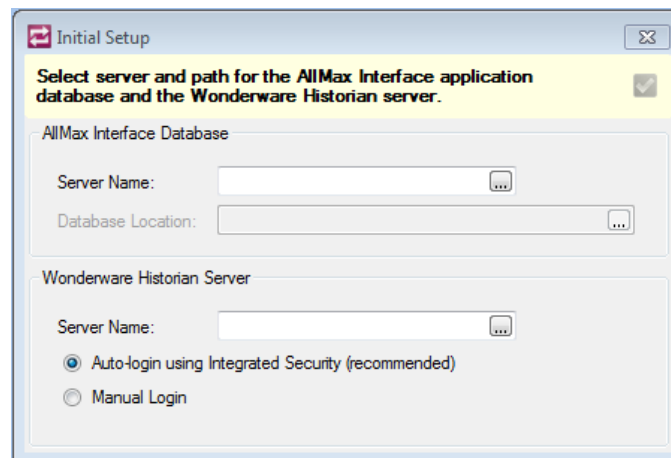 Initial Setup
Select server and path for the AllMax Interface application
database and the Wonderware Historian server.
AllMax Interface Database
Server Name:
...
Database Location:
...
Wonderware Historian Server
Server Name:
...
Auto-login using Integrated Security (recommended)
Manual Login